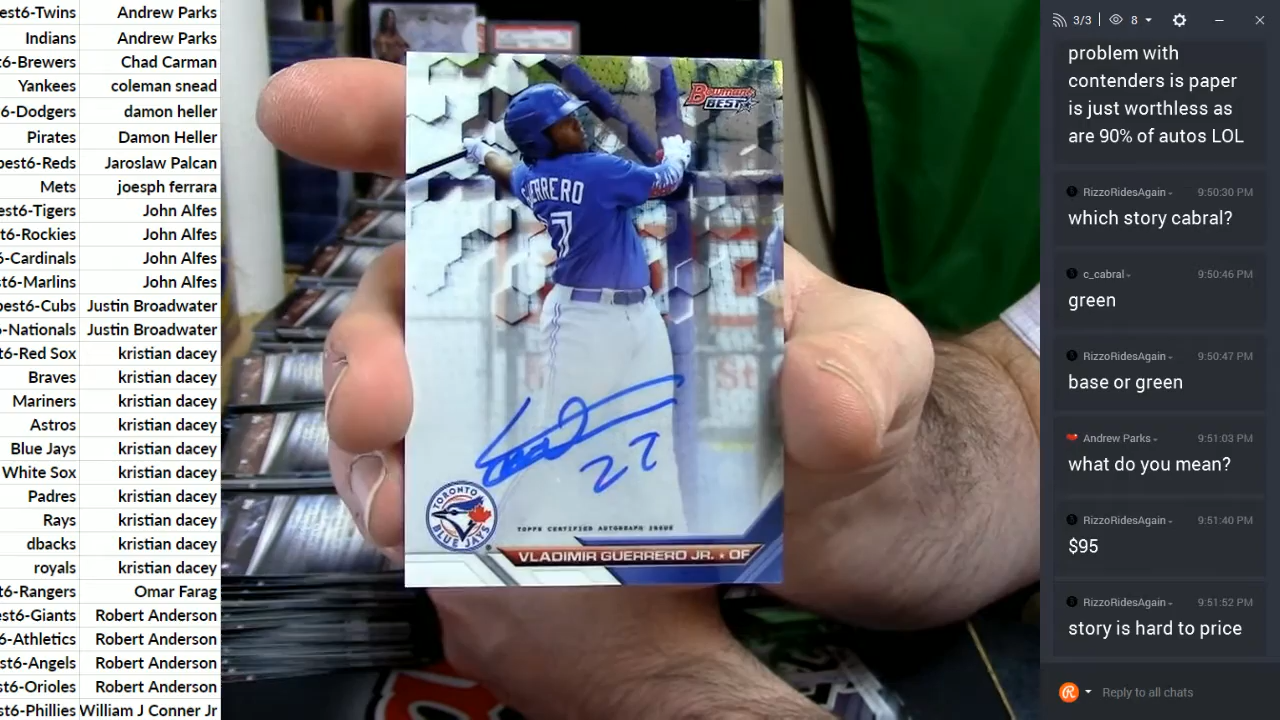 est6-Twins Andrew Parks
Indians Andrew Parks
6-Brewers Chad Carman
Yankees coleman snead
6-Dodgers damon heller
Pirates Damon Heller
best6-Reds Jaroslaw Palcan
Mets joesph ferrara
est6-Tigers John Alfes
t6-Rockies John Alfes
6-Cardinals John Alfes
t6-Marlins John Alfes
best6-Cubs Justin Broadwater
6-Nationals Justin Broadwater
t6-Red Sox kristian dacey
Braves kristian dacey
Mariners kristian dacey
Astros kristian dacey
Blue Jays kristian dacey
White Sox kristian dacey
Padres kristian dacey
Rays kristian dacey
dbacks kristian dacey
royals kristian dacey
t6-Rangers Omar Farag
est6-Giants Robert Anderson
6-Athletics Robert Anderson
est6-Angels Robert Anderson
st6-Orioles Robert Anderson
st6-Phillies William J Conner Jr
Bowman's
BEST
GUERRERO
St
27
TORONTO
BLUE JAYS
TOPPS CERTIFIED AUTOGRAPH ISSUE
VLADIMIR GUERRERO JR. ★ OF
3/3 8
problem with
contenders is paper
is just worthless as
are 90% of autos LOL
RizzoRidesAgain 9:50:30 PM
which story cabral?
c_cabral 9:50:46 PM
green
RizzoRidesAgain 9:50:47 PM
base or green
Andrew Parks 9:51:03 PM
what do you mean?
RizzoRidesAgain 9:51:40 PM
$95
RizzoRidesAgain 9:51:52 PM
story is hard to price
Reply to all chats